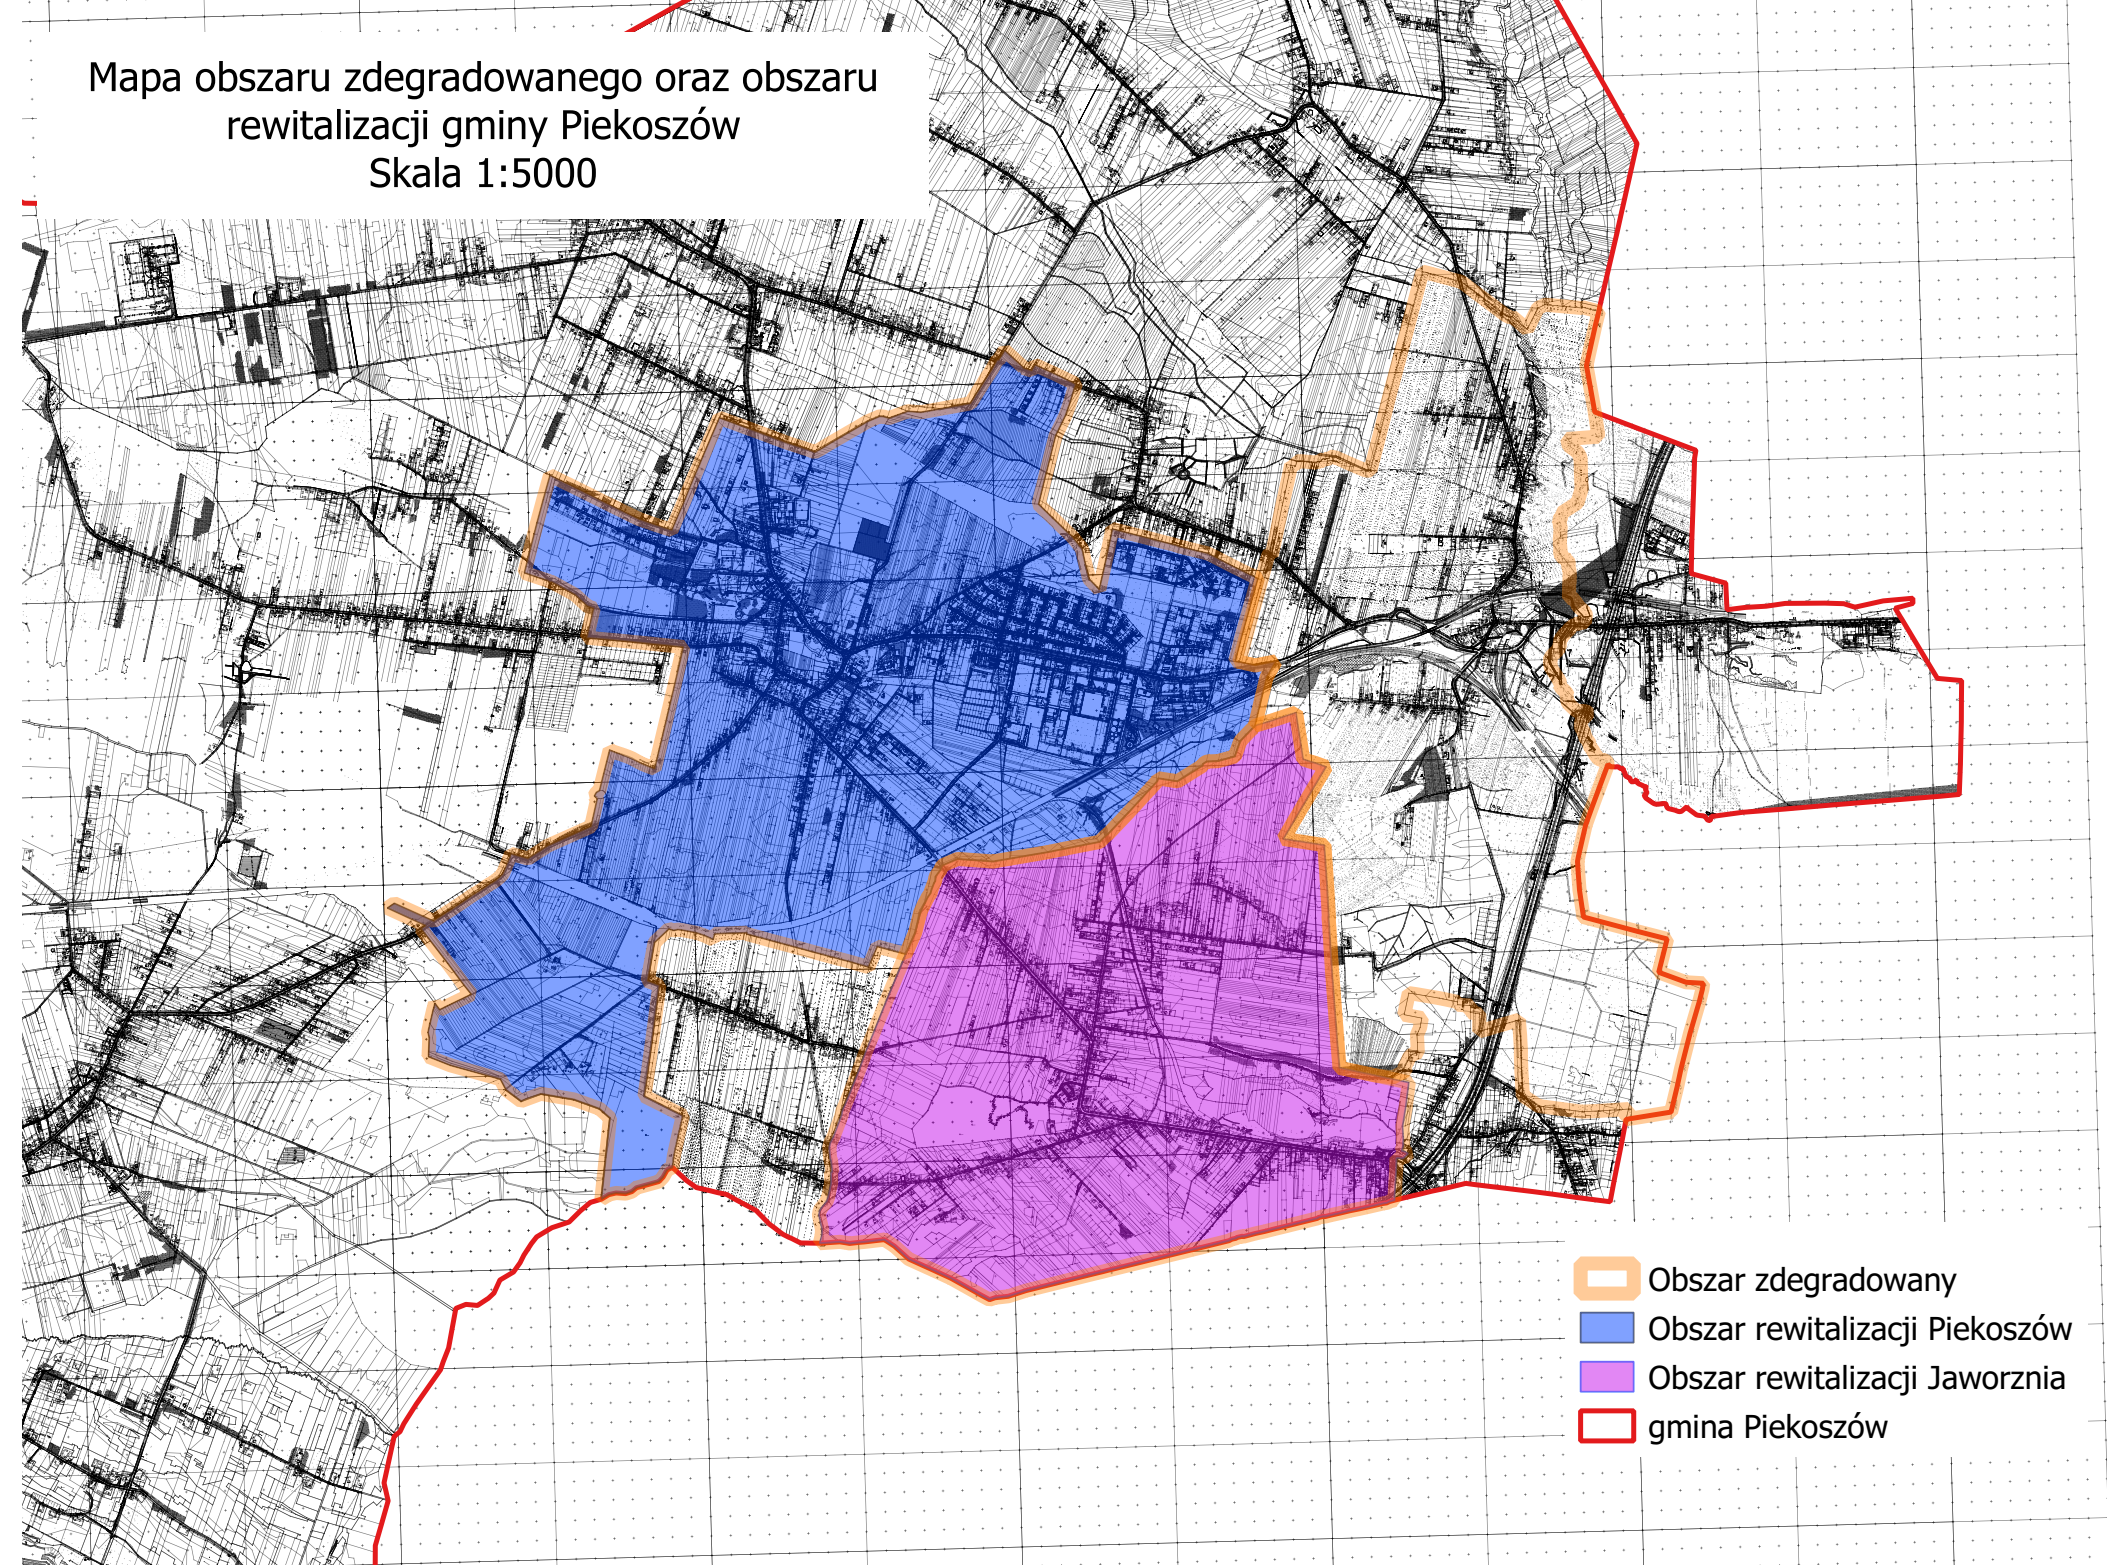 Mapa obszaru zdegradowanego oraz obszaru
rewitalizacji gminy Piekoszów
Skala 1:5000
Obszar zdegradowany
Obszar rewitalizacji Piekoszów
Obszar rewitalizacji Jaworznia
gmina Piekoszów